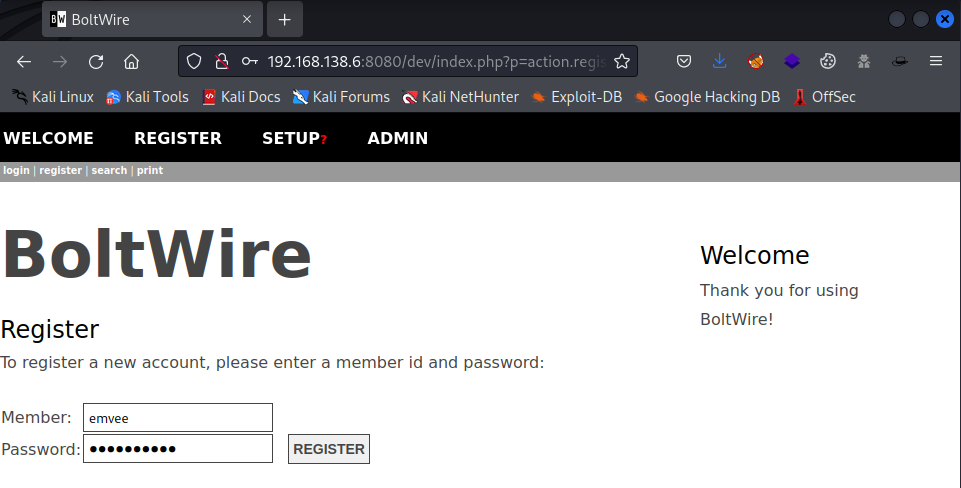 BW BoltWire
192.168.138.6:8080/dev/index.php?p=action.regis
Kali Linux Kali Tools Kali Docs Kali Forums Kali NetHunter Exploit-DB Google Hacking DB OffSec
WELCOME REGISTER SETUP? ADMIN
login | register | search | print
BoltWire
Register
To register a new account, please enter a member id and password:
Member: emvee
Password: ●●●●●●●●●● REGISTER
Welcome
Thank you for using
BoltWire!